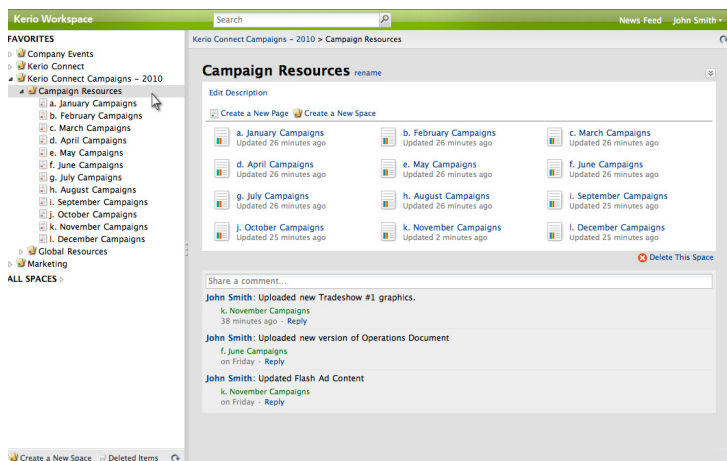 Kerio Workspace
Search
News Feed
John Smith
FAVORITES
Company Events
Kerio Connect
Kerio Connect Campaigns - 2010
Campaign Resources
a. January Campaigns
b. February Campaigns
c. March Campaigns
d. April Campaigns
e. May Campaigns
f. June Campaigns
g. July Campaigns
h. August Campaigns
i. September Campaigns
j. October Campaigns
k. November Campaigns
l. December Campaigns
Global Resources
Marketing
ALL SPACES
Create a New Space Deleted Items
Kerio Connect Campaigns - 2010 > Campaign Resources
Campaign Resources rename
Edit Description
Create a New Page Create a New Space
a. January Campaigns
Updated 26 minutes ago
b. February Campaigns
Updated 26 minutes ago
c. March Campaigns
Updated 26 minutes ago
d. April Campaigns
Updated 26 minutes ago
e. May Campaigns
Updated 26 minutes ago
f. June Campaigns
Updated 26 minutes ago
g. July Campaigns
Updated 26 minutes ago
h. August Campaigns
Updated 26 minutes ago
i. September Campaigns
Updated 25 minutes ago
j. October Campaigns
Updated 25 minutes ago
k. November Campaigns
Updated 2 minutes ago
l. December Campaigns
Updated 25 minutes ago
Delete This Space
Share a comment...
John Smith: Uploaded new Tradeshow #1 graphics.
k. November Campaigns
38 minutes ago - Reply
John Smith: Uploaded new version of Operations Document
f. June Campaigns
on Friday - Reply
John Smith: Updated Flash Ad Content
k. November Campaigns
on Friday - Reply